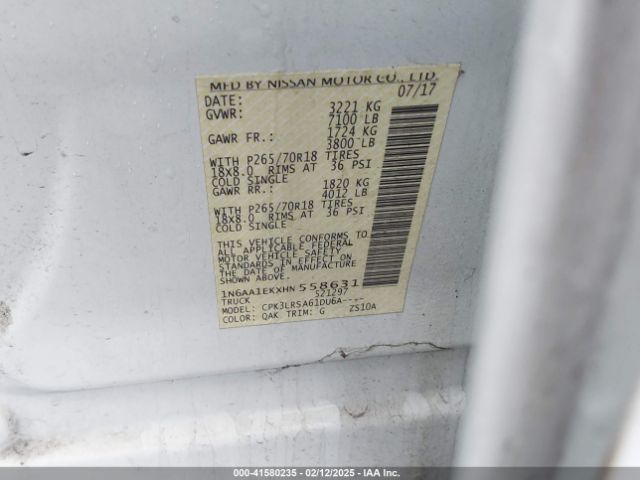 MFD BY NISSAN MOTOR CO., LTD.
DATE: 07/17
GVWR: 3221 KG
7100 LB
GAWR FR.: 1724 KG
3800 LB
WITH P265/70R18 TIRES
18x8.0 RIMS AT 36 PSI
COLD SINGLE
GAWR RR.: 1820 KG
4012 LB
WITH P265/70R18 TIRES
18x8.0 RIMS AT 36 PSI
COLD SINGLE
THIS VEHICLE CONFORMS TO
ALL APPLICABLE FEDERAL
MOTOR VEHICLE SAFETY
STANDARDS IN EFFECT ON
THE DATE OF MANUFACTURE
SHOWN ABOVE.
1N6AA1EKXHN558631
TRUCK S21297
MODEL: CPK3LRSA61DU6A----
COLOR: QAK TRIM: G ZS10A
000-41580235 - 02/12/2025 - IAA Inc.